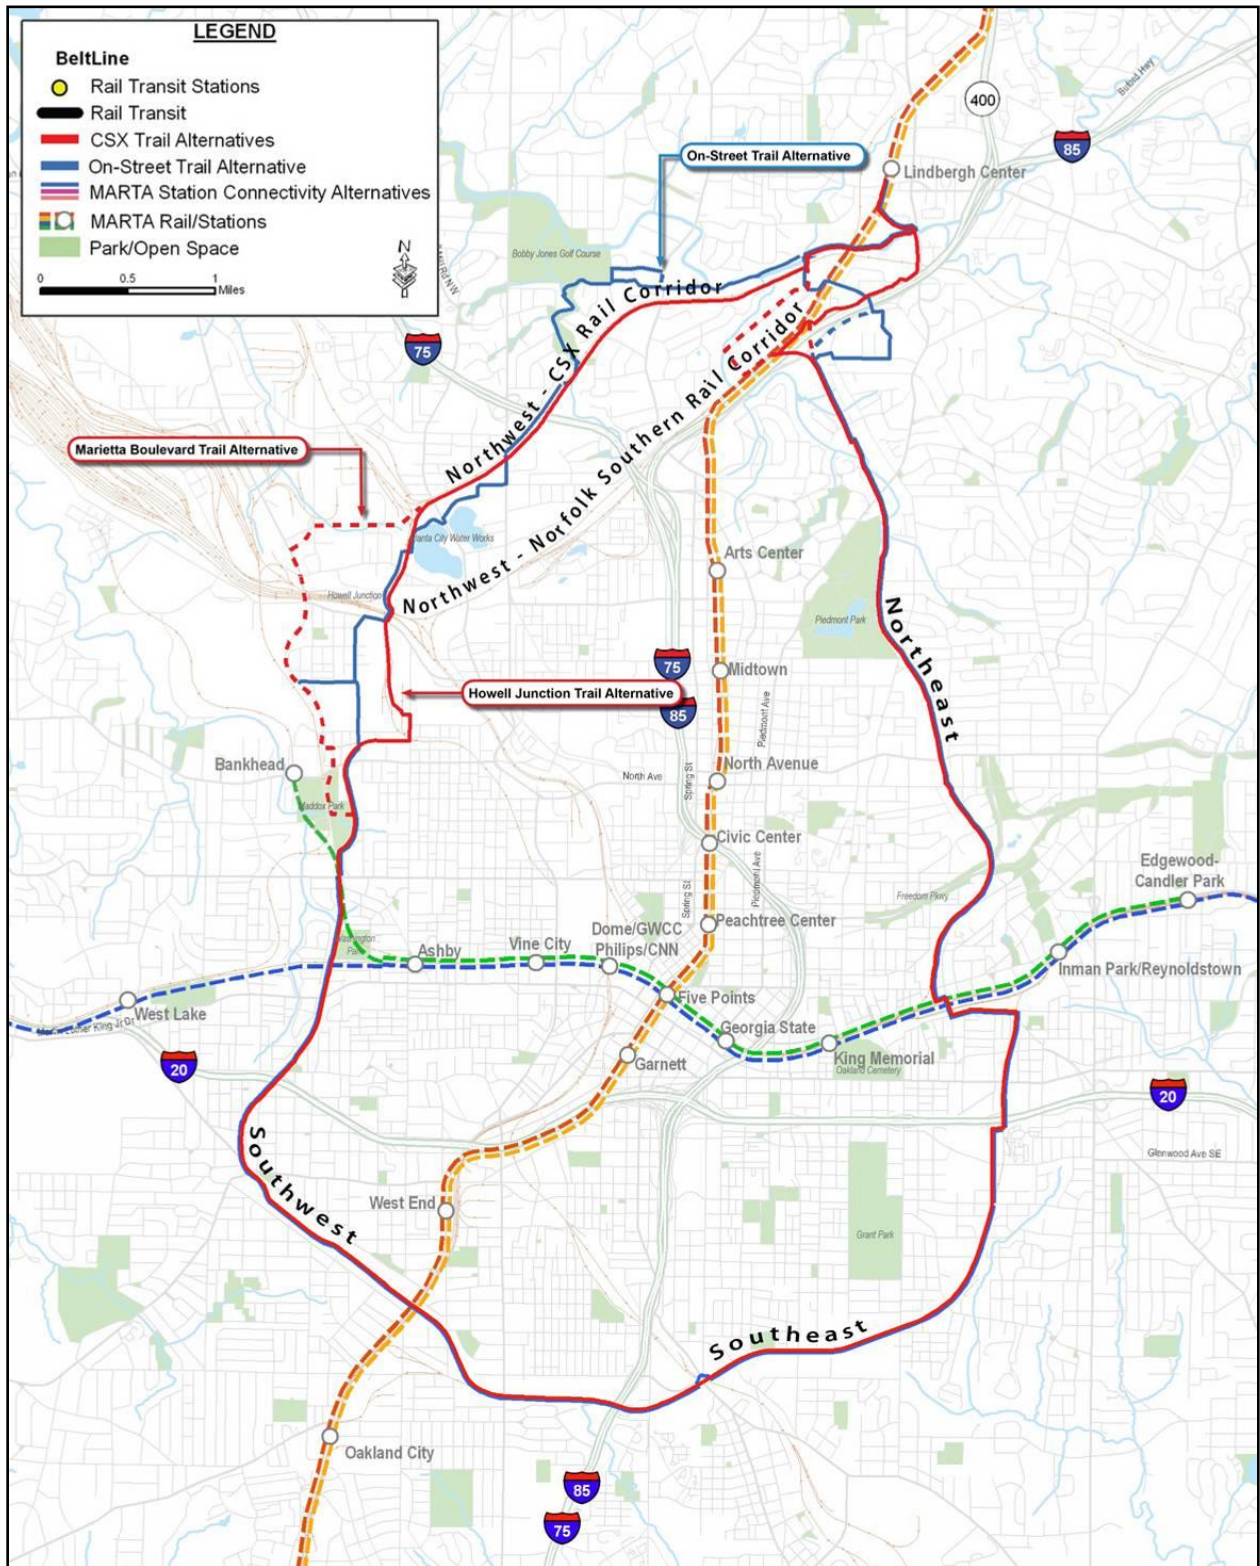 LEGEND
BeltLine
Rail Transit Stations
Rail Transit
CSX Trail Alternatives
On-Street Trail Alternative
MARTA Station Connectivity Alternatives
MARTA Rail/Stations
Park/Open Space
N
0 0.5 1
Miles
400
Buford Hwy
85
On-Street Trail Alternative
Lindbergh Center
Bobby Jones Golf Course
75
Northwest - CSX Rail Corridor
Northwest - Norfolk Southern Rail Corridor
Marietta Boulevard Trail Alternative
City Water Works
Arts Center
Howell Junction
Piedmont Park
Northeast
75
Midtown
Howell Junction Trail Alternative
85
Piedmont Ave
Bankhead
North Ave
Spring St
North Avenue
Maddox Park
Civic Center
Piedmont Ave
Edgewood-
Candler Park
Spring St
Freedom Pkwy
Peachtree Center
Dome/GWCC
Philips/CNN
Ashby
Vine City
Inman Park/Reynoldstown
Five Points
West Lake
King Jr Dr
Georgia State
King Memorial
Oakland Cemetery
Garnett
20
20
Southwest
Glenwood Ave SE
West End
Grant Park
Southeast
Oakland City
85
75